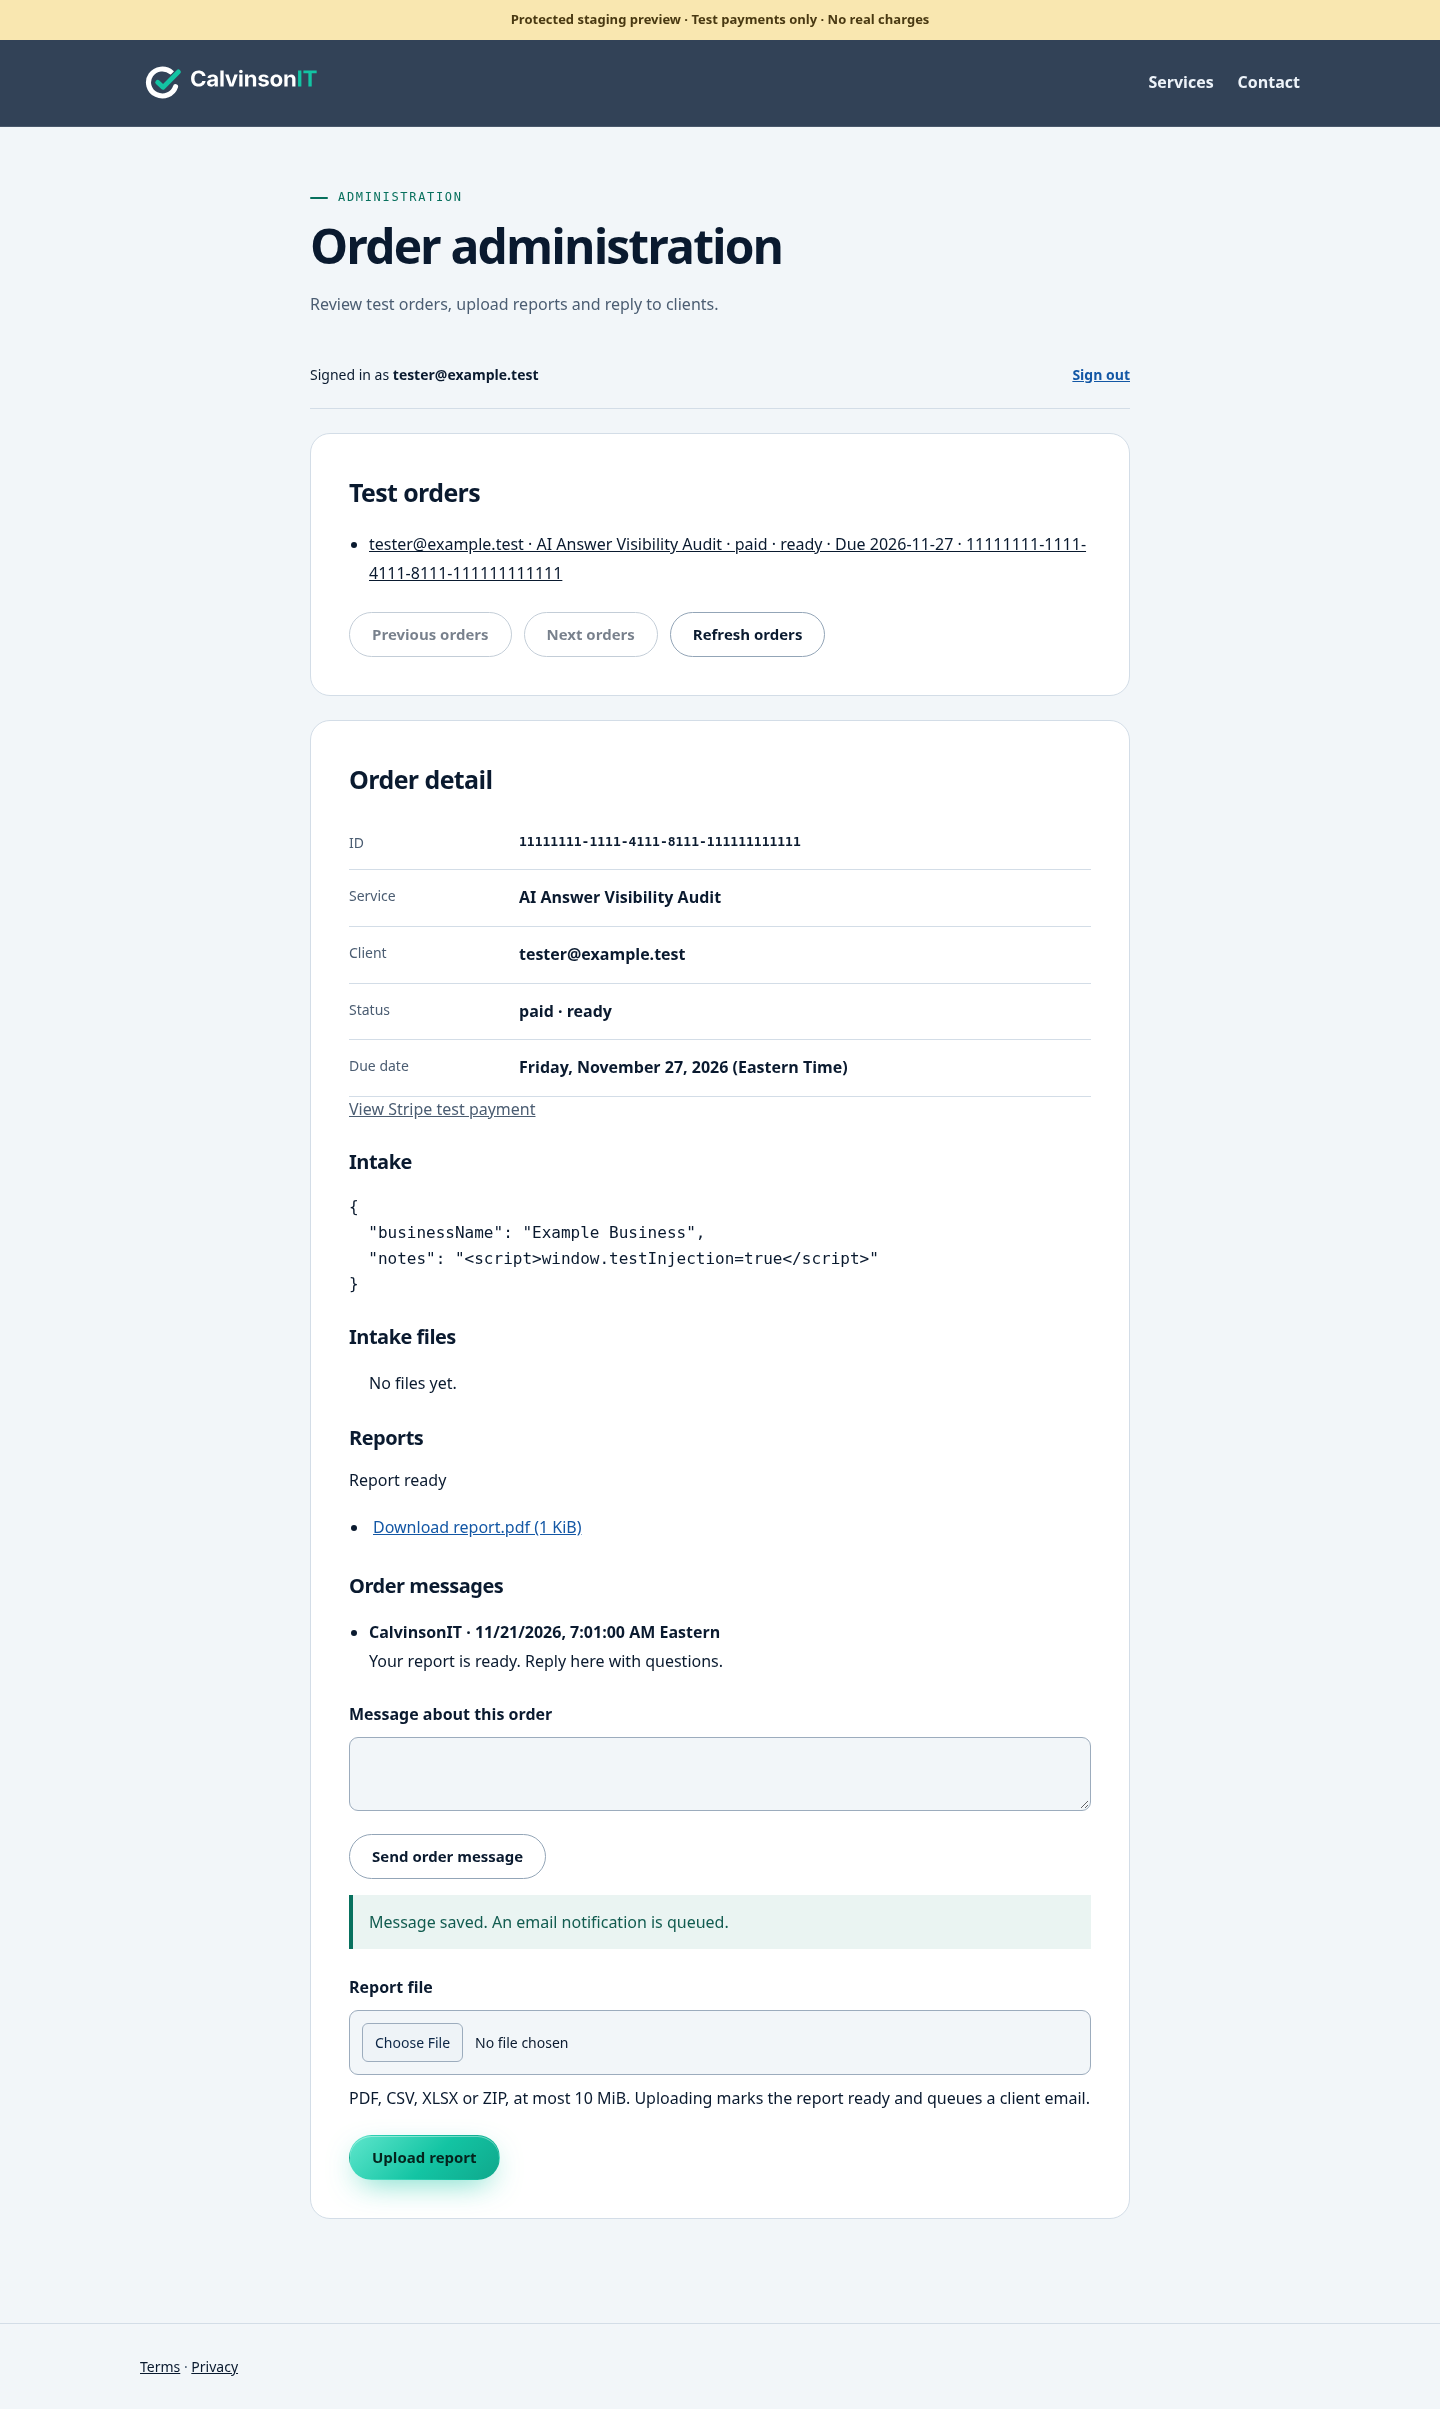 Protected staging preview · Test payments only · No real charges
CalvinsonIT
Services Contact
ADMINISTRATION
Order administration
Review test orders, upload reports and reply to clients.
Signed in as tester@example.test Sign out
Test orders
tester@example.test · AI Answer Visibility Audit · paid · ready · Due 2026-11-27 · 11111111-1111-
4111-8111-111111111111
Previous orders Next orders Refresh orders
Order detail
ID 11111111-1111-4111-8111-111111111111
Service AI Answer Visibility Audit
Client tester@example.test
Status paid · ready
Due date Friday, November 27, 2026 (Eastern Time)
View Stripe test payment
Intake
{
  "businessName": "Example Business",
  "notes": "<script>window.testInjection=true</script>"
}
Intake files
No files yet.
Reports
Report ready
Download report.pdf (1 KiB)
Order messages
CalvinsonIT · 11/21/2026, 7:01:00 AM Eastern
Your report is ready. Reply here with questions.
Message about this order
Send order message
Message saved. An email notification is queued.
Report file
Choose File No file chosen
PDF, CSV, XLSX or ZIP, at most 10 MiB. Uploading marks the report ready and queues a client email.
Upload report
Terms · Privacy